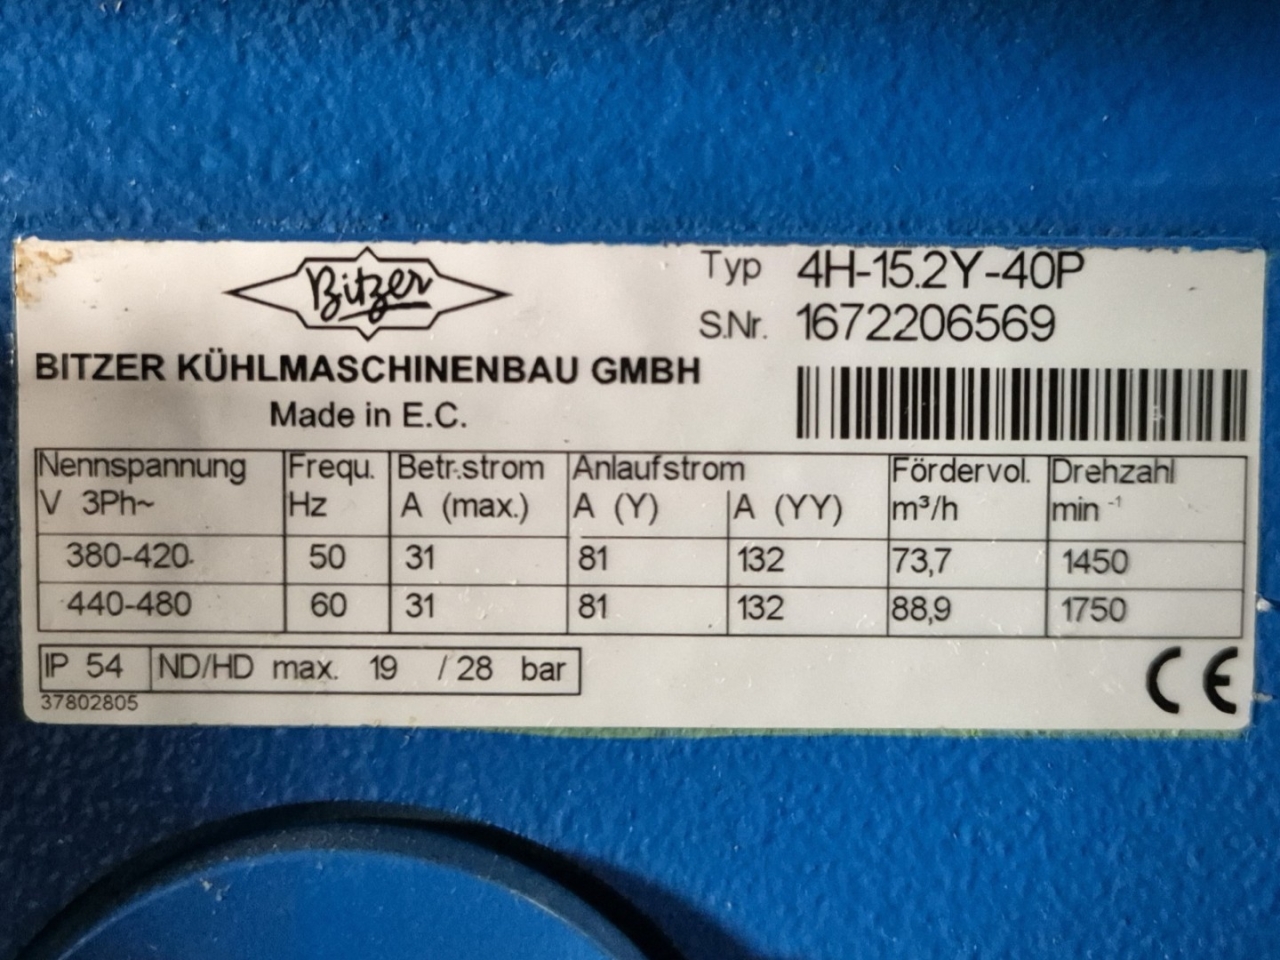 Bitzer
Typ 4H-15.2Y-40P
S.Nr. 1672206569
BITZER KÜHLMASCHINENBAU GMBH
Made in E.C.
Nennspannung Frequ. Betr.strom Anlaufstrom Fördervol. Drehzahl
V 3Ph~ Hz A (max.) A (Y) A (YY) m³/h min -1
380-420 50 31 81 132 73,7 1450
440-480 60 31 81 132 88,9 1750
IP 54 ND/HD max. 19 /28 bar
37802805
CE